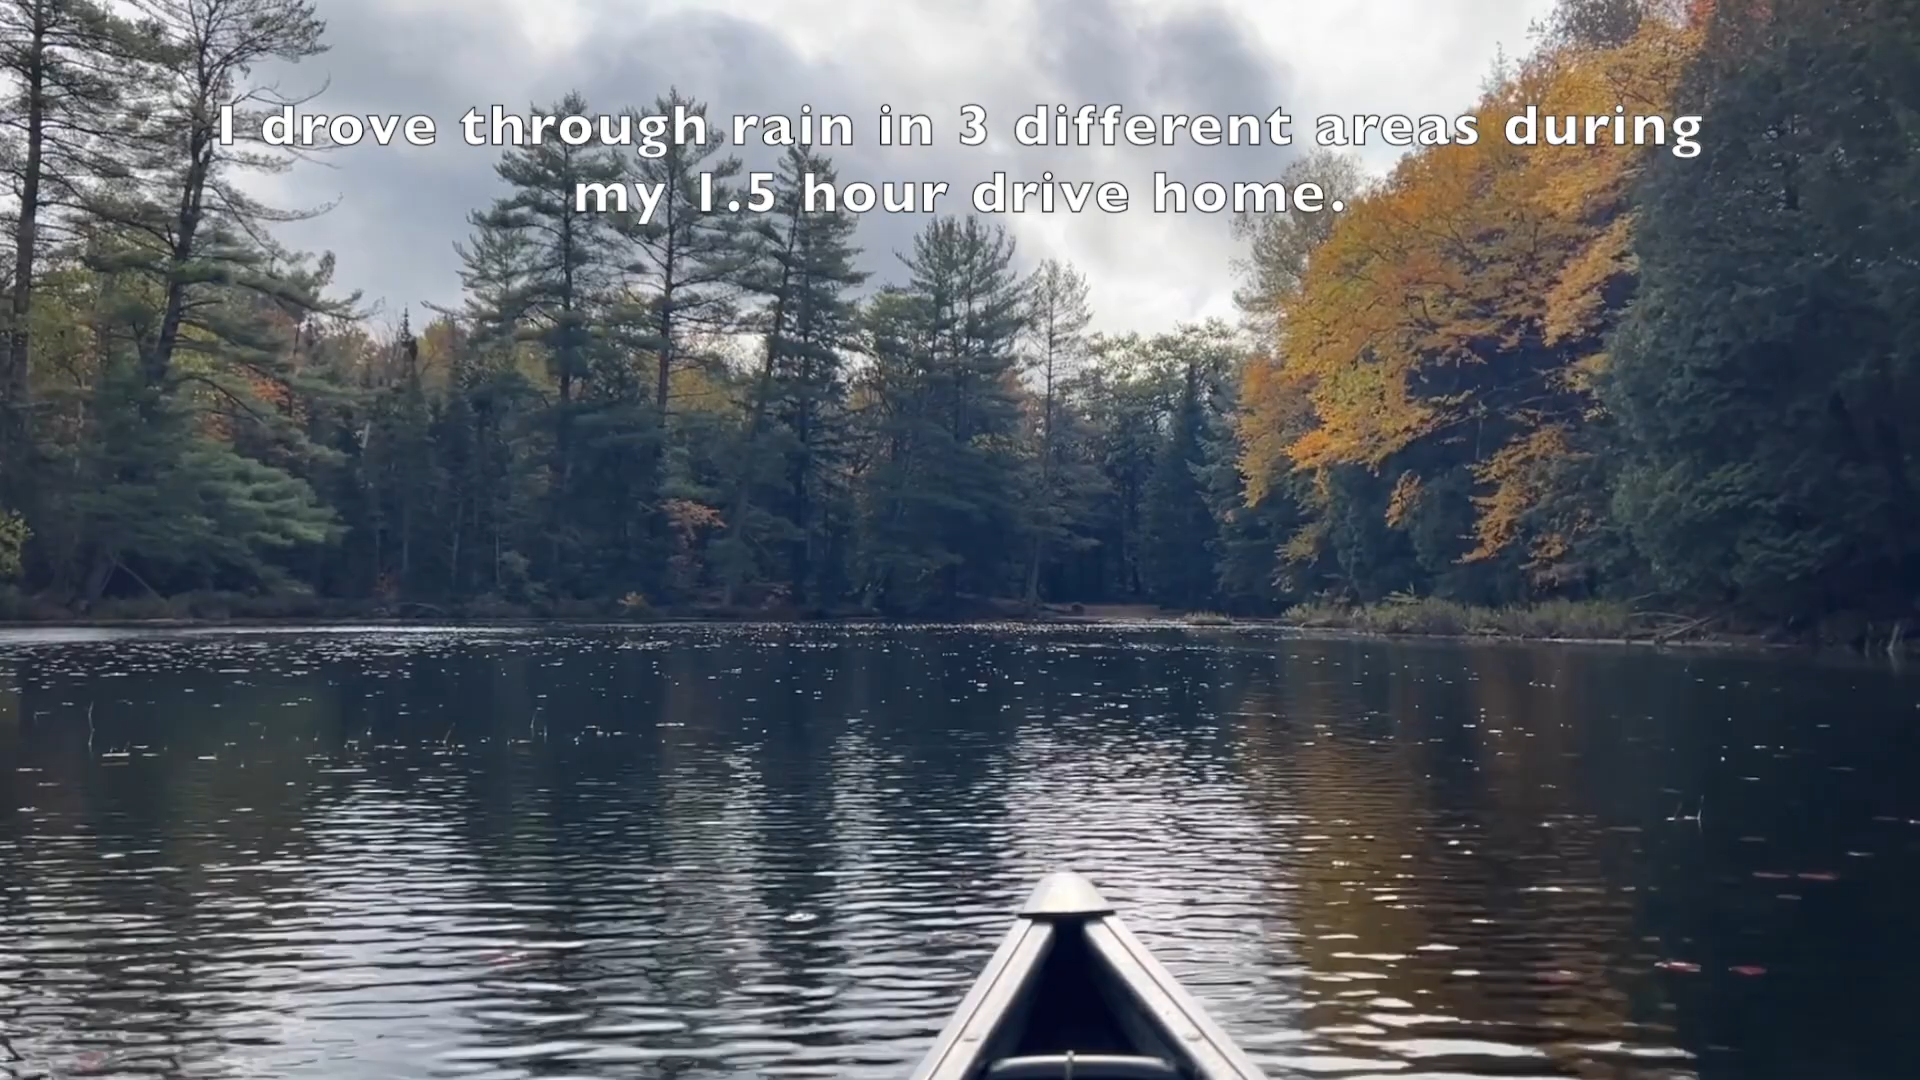 I drove through rain in 3 different areas during
my 1.5 hour drive home.